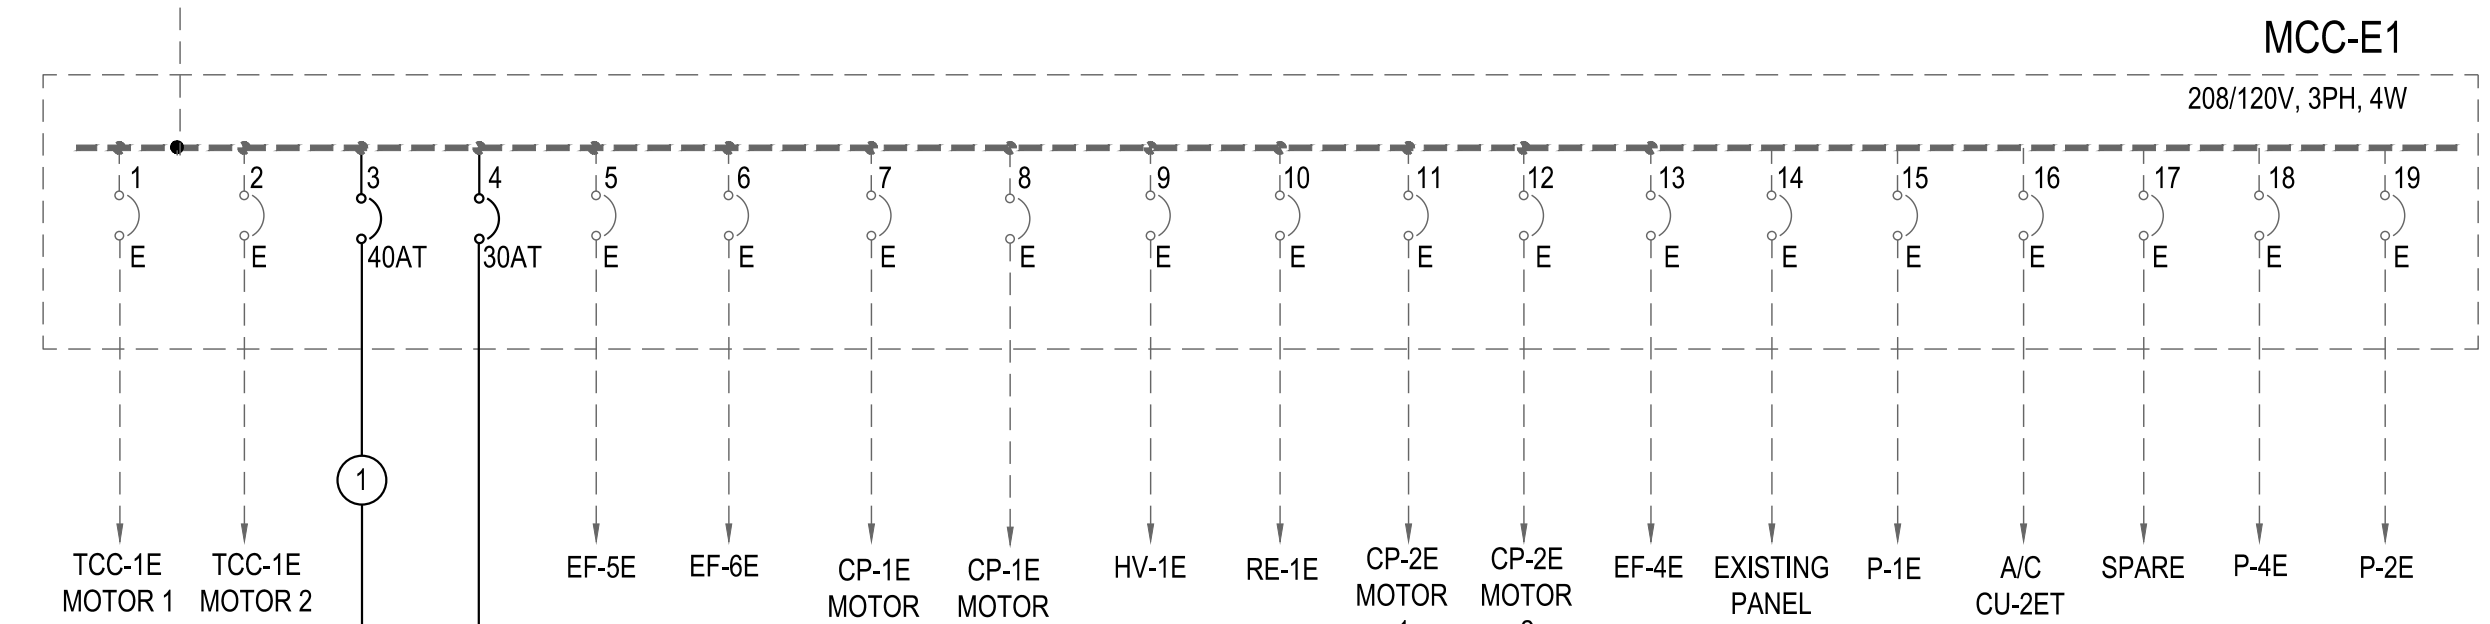 MCC-E1
208/120V, 3PH, 4W
1 2 3 4 5 6 7 8 9 10 11 12 13 14 15 16 17 18 19
E E 40AT 30AT E E E E E E E E E E E E E E E
1
TCC-1E TCC-1E EF-5E EF-6E CP-1E CP-1E HV-1E RE-1E CP-2E CP-2E EF-4E EXISTING P-1E A/C SPARE P-4E P-2E
MOTOR 1 MOTOR 2 MOTOR MOTOR MOTOR MOTOR PANEL CU-2ET